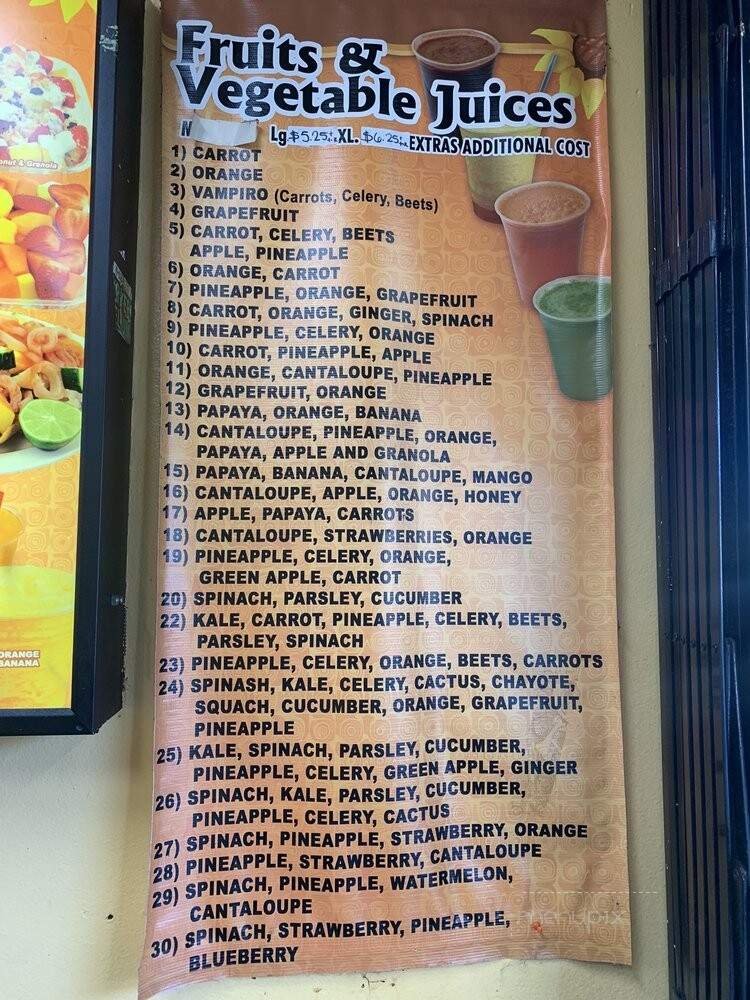 Fruits &
Vegetable Juices
N Lg $5.25 XL. $6.25 EXTRAS ADDITIONAL COST
1) CARROT
2) ORANGE
3) VAMPIRO (Carrots, Celery, Beets)
4) GRAPEFRUIT
5) CARROT, CELERY, BEETS
APPLE, PINEAPPLE
6) ORANGE, CARROT
7) PINEAPPLE, ORANGE, GRAPEFRUIT
8) CARROT, ORANGE, GINGER, SPINACH
9) PINEAPPLE, CELERY, ORANGE
10) CARROT, PINEAPPLE, APPLE
11) ORANGE, CANTALOUPE, PINEAPPLE
12) GRAPEFRUIT, ORANGE
13) PAPAYA, ORANGE, BANANA
14) CANTALOUPE, PINEAPPLE, ORANGE,
PAPAYA, APPLE AND GRANOLA
15) PAPAYA, BANANA, CANTALOUPE, MANGO
16) CANTALOUPE, APPLE, ORANGE, HONEY
17) APPLE, PAPAYA, CARROTS
18) CANTALOUPE, STRAWBERRIES, ORANGE
19) PINEAPPLE, CELERY, ORANGE,
GREEN APPLE, CARROT
20) SPINACH, PARSLEY, CUCUMBER
22) KALE, CARROT, PINEAPPLE, CELERY, BEETS,
PARSLEY, SPINACH
23) PINEAPPLE, CELERY, ORANGE, BEETS, CARROTS
24) SPINASH, KALE, CELERY, CACTUS, CHAYOTE,
SQUACH, CUCUMBER, ORANGE, GRAPEFRUIT,
PINEAPPLE
25) KALE, SPINACH, PARSLEY, CUCUMBER,
PINEAPPLE, CELERY, GREEN APPLE, GINGER
26) SPINACH, KALE, PARSLEY, CUCUMBER,
PINEAPPLE, CELERY, CACTUS
27) SPINACH, PINEAPPLE, STRAWBERRY, ORANGE
28) PINEAPPLE, STRAWBERRY, CANTALOUPE
29) SPINACH, PINEAPPLE, WATERMELON,
CANTALOUPE
30) SPINACH, STRAWBERRY, PINEAPPLE,
BLUEBERRY
& Granola
ORANGE
BANANA
menupix